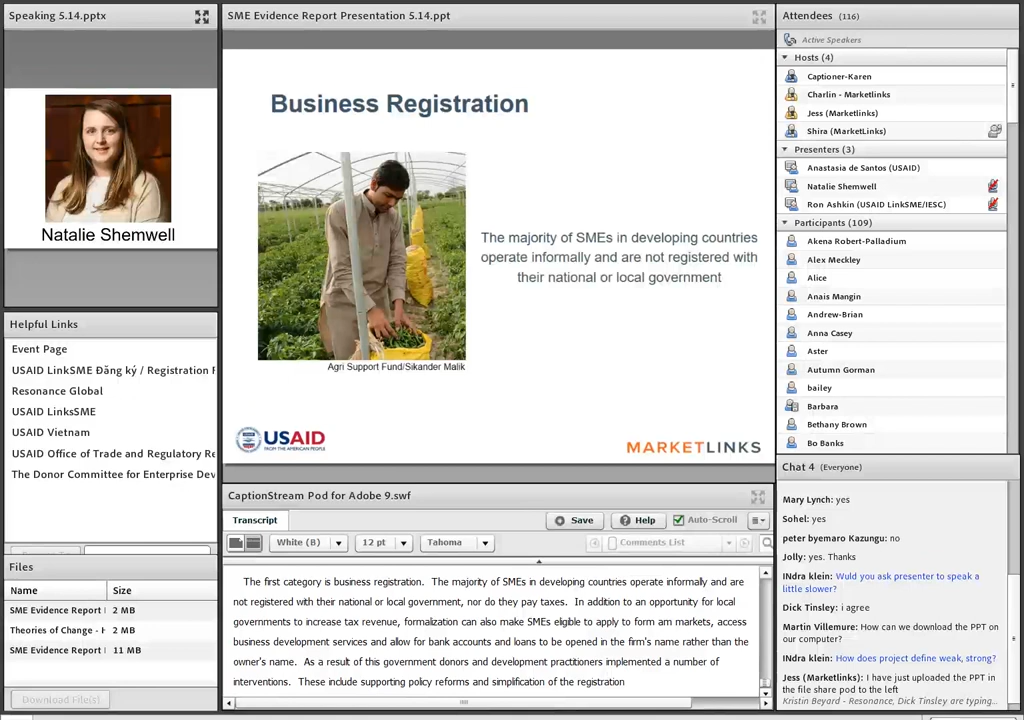 Speaking 5.14.pptx
Natalie Shemwell
Helpful Links
Event Page
USAID LinkSME Đăng ký / Registration F
Resonance Global
USAID LinksSME
USAID Vietnam
USAID Office of Trade and Regulatory Re
The Donor Committee for Enterprise Dev
Files
Name Size
SME Evidence Report 2 MB
Theories of Change - 2 MB
SME Evidence Report 11 MB
Download File(s)
SME Evidence Report Presentation 5.14.ppt
Business Registration
The majority of SMEs in developing countries
operate informally and are not registered with
their national or local government
Agri Support Fund/Sikander Malik
USAID
FROM THE AMERICAN PEOPLE
MARKETLINKS
CaptionStream Pod for Adobe 9.swf
Transcript Save Help Auto-Scroll
White (B) 12 pt Tahoma Comments List
The first category is business registration. The majority of SMEs in developing countries operate informally and are
not registered with their national or local government, nor do they pay taxes. In addition to an opportunity for local
governments to increase tax revenue, formalization can also make SMEs eligible to apply to form am markets, access
business development services and allow for bank accounts and loans to be opened in the firm's name rather than the
owner's name. As a result of this government donors and development practitioners implemented a number of
interventions. These include supporting policy reforms and simplification of the registration
Attendees (116)
Active Speakers
Hosts (4)
Captioner-Karen
Charlin - Marketlinks
Jess (Marketlinks)
Shira (MarketLinks)
Presenters (3)
Anastasia de Santos (USAID)
Natalie Shemwell
Ron Ashkin (USAID LinkSME/IESC)
Participants (109)
Akena Robert-Palladium
Alex Meckley
Alice
Anais Mangin
Andrew-Brian
Anna Casey
Aster
Autumn Gorman
bailey
Barbara
Bethany Brown
Bo Banks
Chat 4 (Everyone)
Mary Lynch: yes
Sohel: yes
peter byemaro Kazungu: no
Jolly: yes. Thanks
INdra klein: Wuld you ask presenter to speak a
little slower?
Dick Tinsley: i agree
Martin Villemure: How can we download the PPT on
our computer?
INdra klein: How does project define weak, strong?
Jess (Marketlinks): I have just uploaded the PPT in
the file share pod to the left
Kristin Beyard - Resonance, Dick Tinsley are typing...